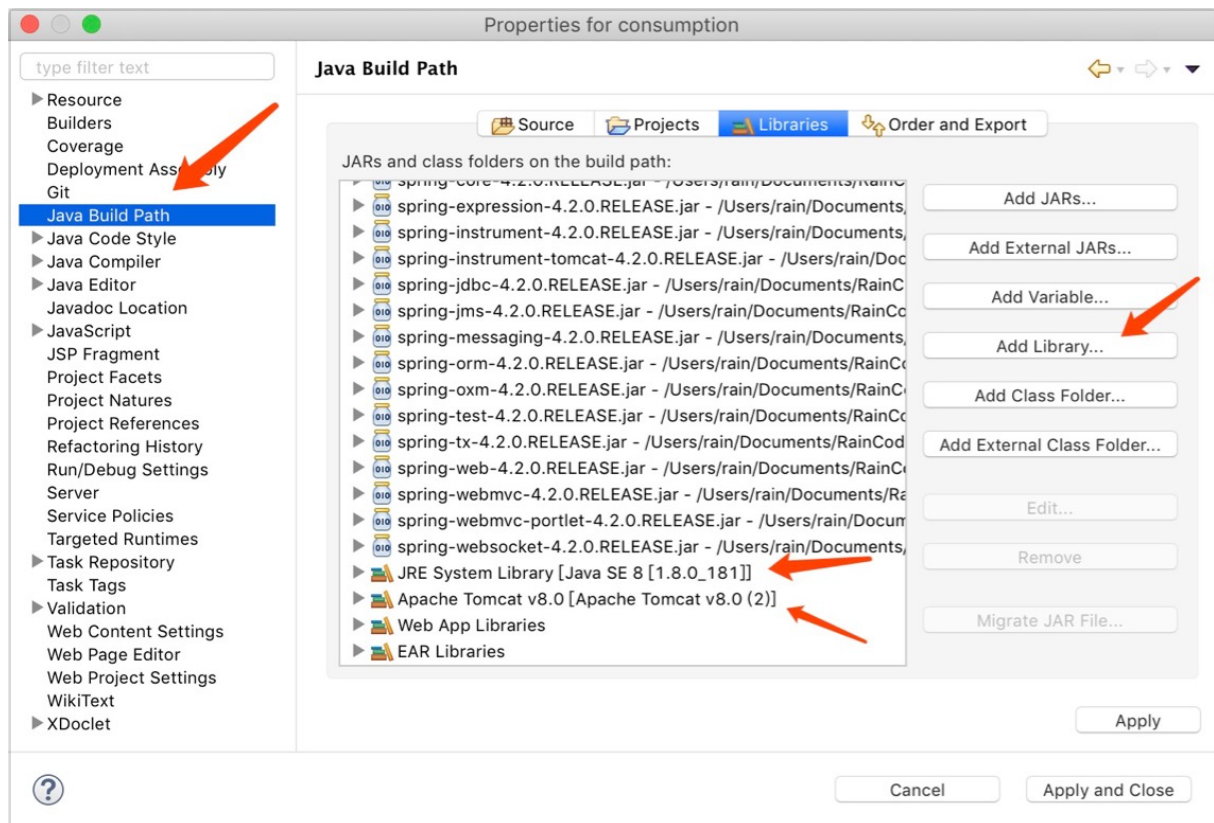 Properties for consumption
type filter text
Resource
Builders
Coverage
Deployment
Git
Java Build Path
Java Code Style
Java Compiler
Java Editor
Javadoc Location
JavaScript
JSP Fragment
Project Facets
Project Natures
Project References
Refactoring History
Run/Debug Settings
Server
Service Policies
Targeted Runtimes
Task Repository
Task Tags
Validation
Web Content Settings
Web Page Editor
Web Project Settings
WikiText
XDoclet
Java Build Path
Source Projects Libraries Order and Export
JARs and class folders on the build path:
spring-core-4.2.0.RELEASE.jar - /Users/rain/Documents/RainC
spring-expression-4.2.0.RELEASE.jar - /Users/rain/Documents/
spring-instrument-4.2.0.RELEASE.jar - /Users/rain/Documents/
spring-instrument-tomcat-4.2.0.RELEASE.jar - /Users/rain/Doc
spring-jdbc-4.2.0.RELEASE.jar - /Users/rain/Documents/RainC
spring-jms-4.2.0.RELEASE.jar - /Users/rain/Documents/RainCo
spring-messaging-4.2.0.RELEASE.jar - /Users/rain/Documents/
spring-orm-4.2.0.RELEASE.jar - /Users/rain/Documents/RainCo
spring-oxm-4.2.0.RELEASE.jar - /Users/rain/Documents/RainCo
spring-test-4.2.0.RELEASE.jar - /Users/rain/Documents/RainCo
spring-tx-4.2.0.RELEASE.jar - /Users/rain/Documents/RainCod
spring-web-4.2.0.RELEASE.jar - /Users/rain/Documents/RainCo
spring-webmvc-4.2.0.RELEASE.jar - /Users/rain/Documents/Ra
spring-webmvc-portlet-4.2.0.RELEASE.jar - /Users/rain/Docum
spring-websocket-4.2.0.RELEASE.jar - /Users/rain/Documents/
JRE System Library [Java SE 8 [1.8.0_181]]
Apache Tomcat v8.0 [Apache Tomcat v8.0 (2)]
Web App Libraries
EAR Libraries
Add JARs...
Add External JARs...
Add Variable...
Add Library...
Add Class Folder...
Add External Class Folder...
Edit...
Remove
Migrate JAR File...
Apply
Cancel
Apply and Close